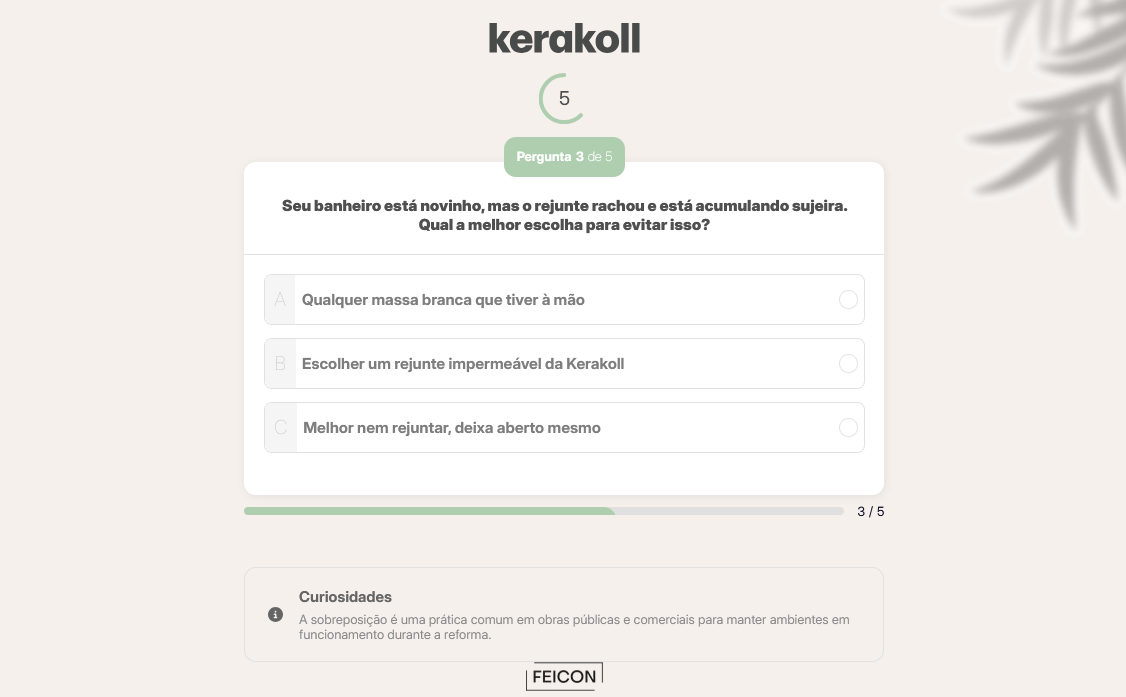 kerakoll
5
Pergunta 3 de 5
Seu banheiro está novinho, mas o rejunte rachou e está acumulando sujeira.
Qual a melhor escolha para evitar isso?
A Qualquer massa branca que tiver à mão
B Escolher um rejunte impermeável da Kerakoll
C Melhor nem rejuntar, deixa aberto mesmo
3 / 5
Curiosidades
A sobreposição é uma prática comum em obras públicas e comerciais para manter ambientes em
funcionamento durante a reforma.
FEICON